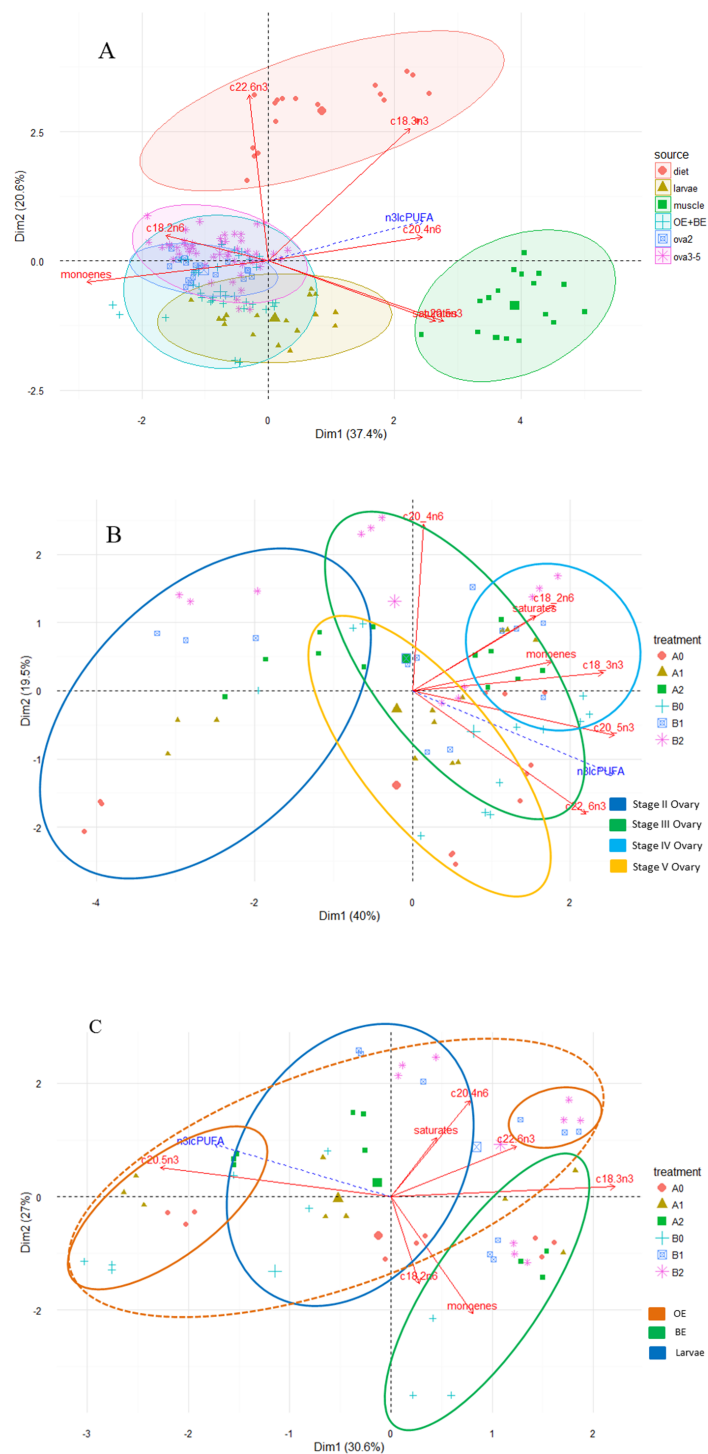 A
c22.6n3
c18.3n3
n3lcPUFA
c20.4n6
c18.2n6
monoenes
2.5
0.0
-2.5
-2
0
2
4
Dim1 (37.4%)
Dim2 (20.6%)
source
diet
larvae
muscle
OE+BE
ova2
ova3-5
B
c20_4n6
c18_2n6
saturates
monoenes
c18_3n3
c20_5n3
n3lcPUFA
c22_6n3
2
1
0
-1
-2
-4
-2
0
2
Dim1 (40%)
Dim2 (19.5%)
treatment
A0
A1
A2
B0
B1
B2
Stage II Ovary
Stage III Ovary
Stage IV Ovary
Stage V Ovary
C
c20.4n6
saturates
c22.6n3
n3lcPUFA
c20.5n3
c18.3n3
c18.2n6
monoenes
2
0
-2
-3
-2
-1
0
1
2
Dim1 (30.6%)
Dim2 (27%)
treatment
A0
A1
A2
B0
B1
B2
OE
BE
Larvae